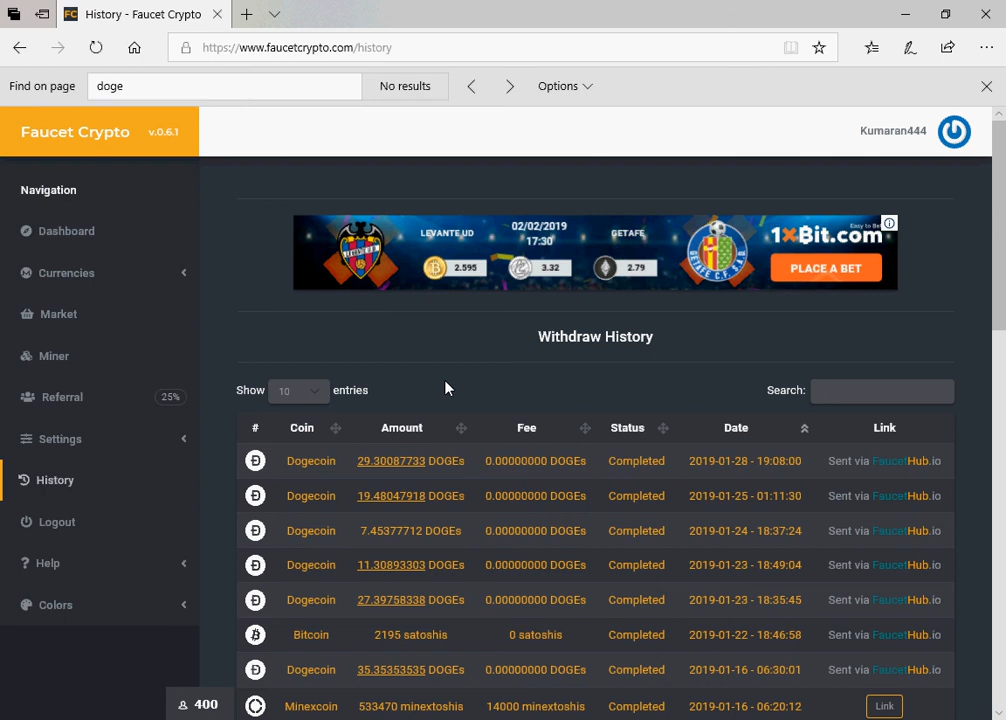 History - Faucet Crypto
https://www.faucetcrypto.com/history
Find on page doge No results Options
Faucet Crypto v.0.6.1
Kumaran444
Navigation
Dashboard
Currencies
Market
Miner
Referral 25%
Settings
History
Logout
Help
Colors
400
LEVANTE UD 02/02/2019 GETAFE
17:30
2.595 3.32 2.79
Easy to Bet
1XBit.com
PLACE A BET
Withdraw History
Show 10 entries Search:
# Coin Amount Fee Status Date Link
Dogecoin 29.30087733 DOGEs 0.00000000 DOGEs Completed 2019-01-28 - 19:08:00 Sent via FaucetHub.io
Dogecoin 19.48047918 DOGEs 0.00000000 DOGEs Completed 2019-01-25 - 01:11:30 Sent via FaucetHub.io
Dogecoin 7.45377712 DOGEs 0.00000000 DOGEs Completed 2019-01-24 - 18:37:24 Sent via FaucetHub.io
Dogecoin 11.30893303 DOGEs 0.00000000 DOGEs Completed 2019-01-23 - 18:49:04 Sent via FaucetHub.io
Dogecoin 27.39758338 DOGEs 0.00000000 DOGEs Completed 2019-01-23 - 18:35:45 Sent via FaucetHub.io
Bitcoin 2195 satoshis 0 satoshis Completed 2019-01-22 - 18:46:58 Sent via FaucetHub.io
Dogecoin 35.35353535 DOGEs 0.00000000 DOGEs Completed 2019-01-16 - 06:30:01 Sent via FaucetHub.io
Minexcoin 533470 minextoshis 14000 minextoshis Completed 2019-01-16 - 06:20:12 Link